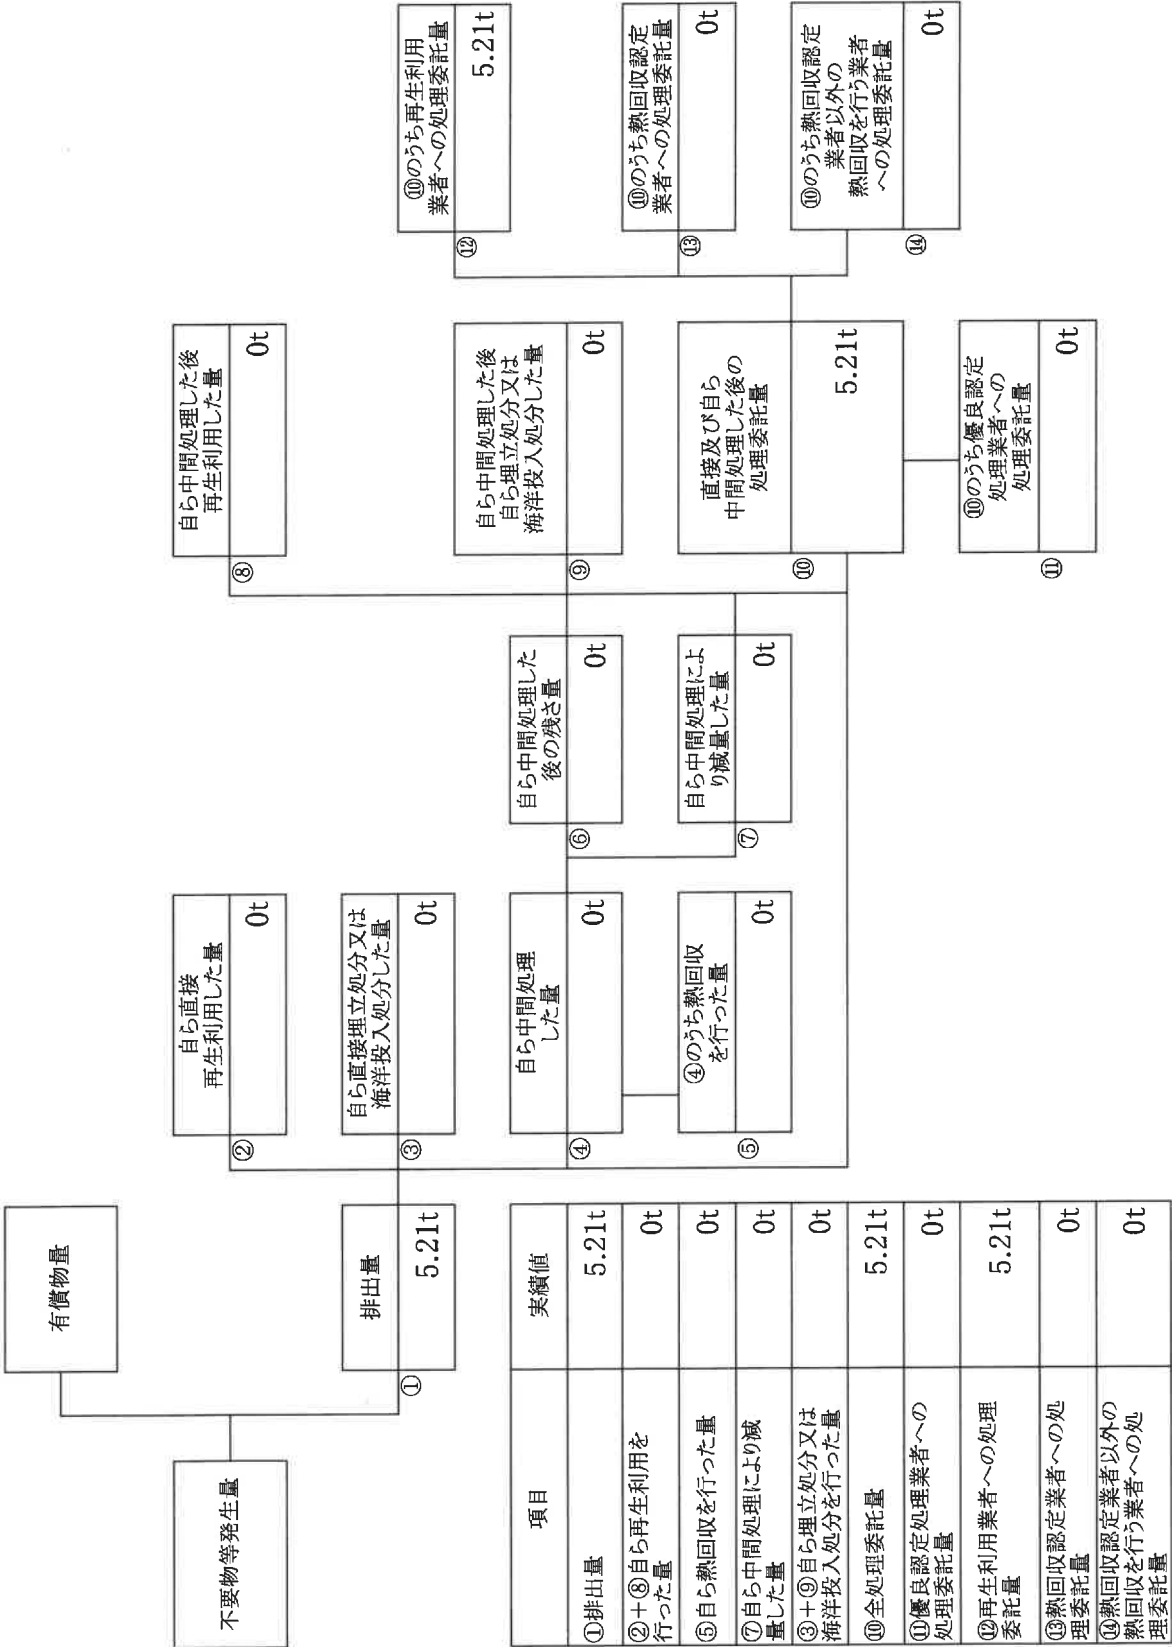 不要物等発生量
有償物量
排出量
①
5.21t
自ら直接
再生利用した量
②
0t
自ら直接埋立処分又は
海洋投入処分した量
③
0t
自ら中間処理
した量
④
0t
④のうち熱回収
を行った量
⑤
0t
自ら中間処理した
後の残さ量
⑥
0t
自ら中間処理によ
り減量した量
⑦
0t
自ら中間処理した後
再生利用した量
⑧
0t
自ら中間処理した後
自ら埋立処分又は
海洋投入処分した量
⑨
0t
直接及び自ら
中間処理した後の
処理委託量
⑩
5.21t
⑩のうち優良認定
処理業者への
処理委託量
⑪
0t
⑩のうち再生利用
業者への処理委託量
⑫
5.21t
⑩のうち熱回収認定
業者への処理委託量
⑬
0t
⑩のうち熱回収認定
業者以外の
熱回収を行う業者
への処理委託量
⑭
0t
項目 実績値
①排出量 5.21t
②+⑧自ら再生利用を
行った量 0t
⑤自ら熱回収を行った量 0t
⑦自ら中間処理により減
量した量 0t
③+⑨自ら埋立処分又は
海洋投入処分を行った量 0t
⑩全処理委託量 5.21t
⑪優良認定処理業者への
処理委託量 0t
⑫再生利用業者への処理
委託量 5.21t
⑬熱回収認定業者への処
理委託量 0t
⑭熱回収認定業者以外の
熱回収を行う業者への処
理委託量 0t